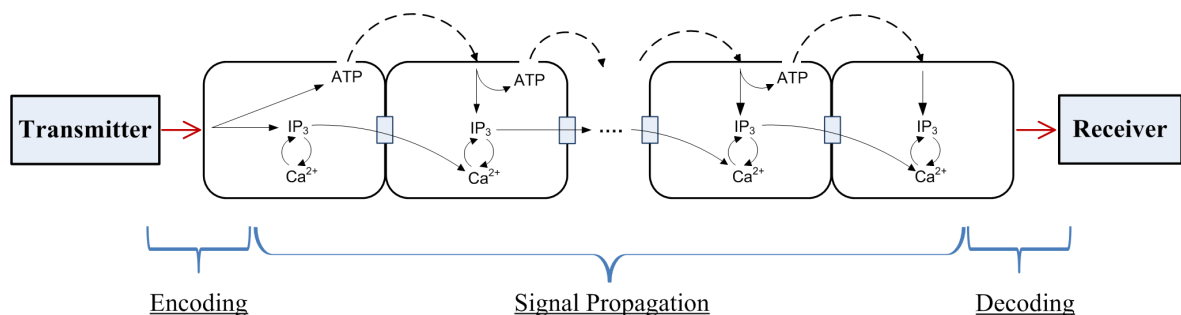 ATP
ATP
ATP
Transmitter
IP3
IP3
....
IP3
IP3
Receiver
Ca2+
Ca2+
Ca2+
Ca2+
Encoding
Signal Propagation
Decoding